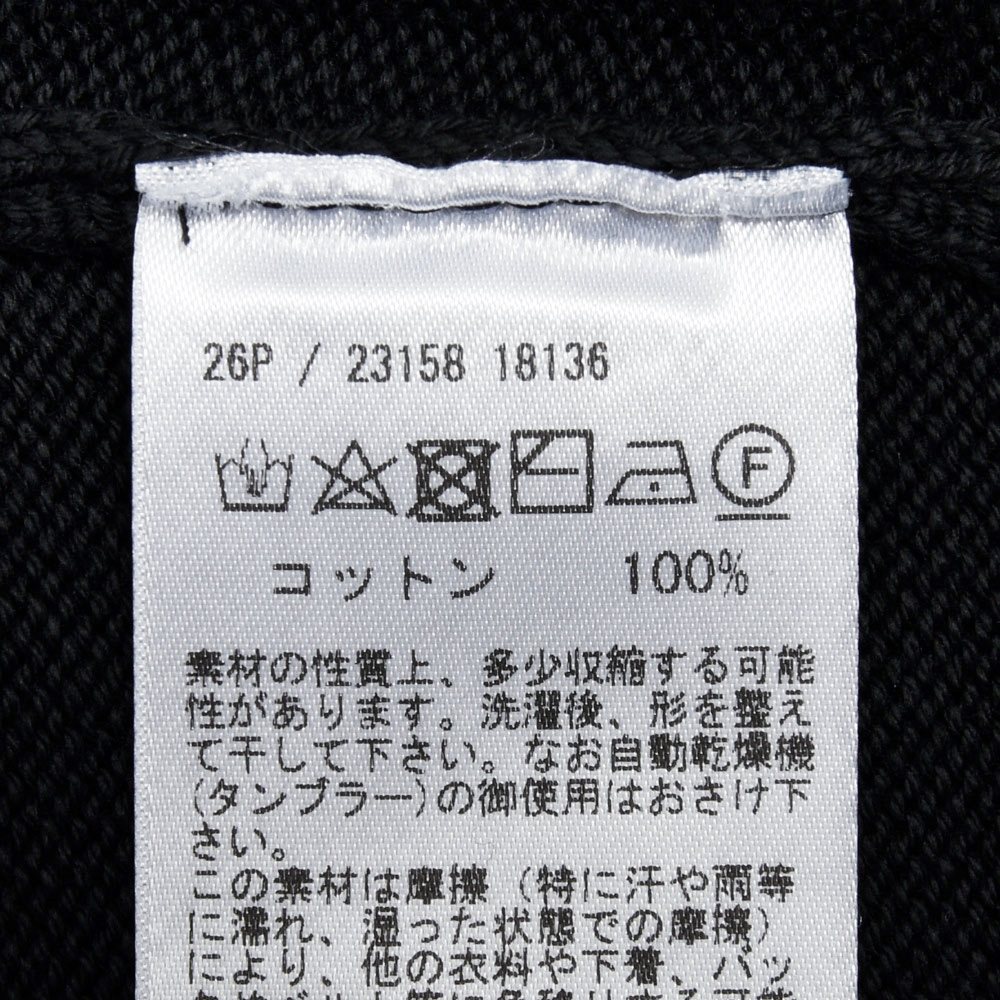 26P / 23158 18136
F
コットン 100%
素材の性質上、多少収縮する可能
性があります。洗濯後、形を整え
て干して下さい。なお自動乾燥機
(タンブラー)の御使用はおさけ下
さい。
この素材は摩擦(特に汗や雨等
に濡れ、湿った状態での摩擦)
により、他の衣料や下着、バッ